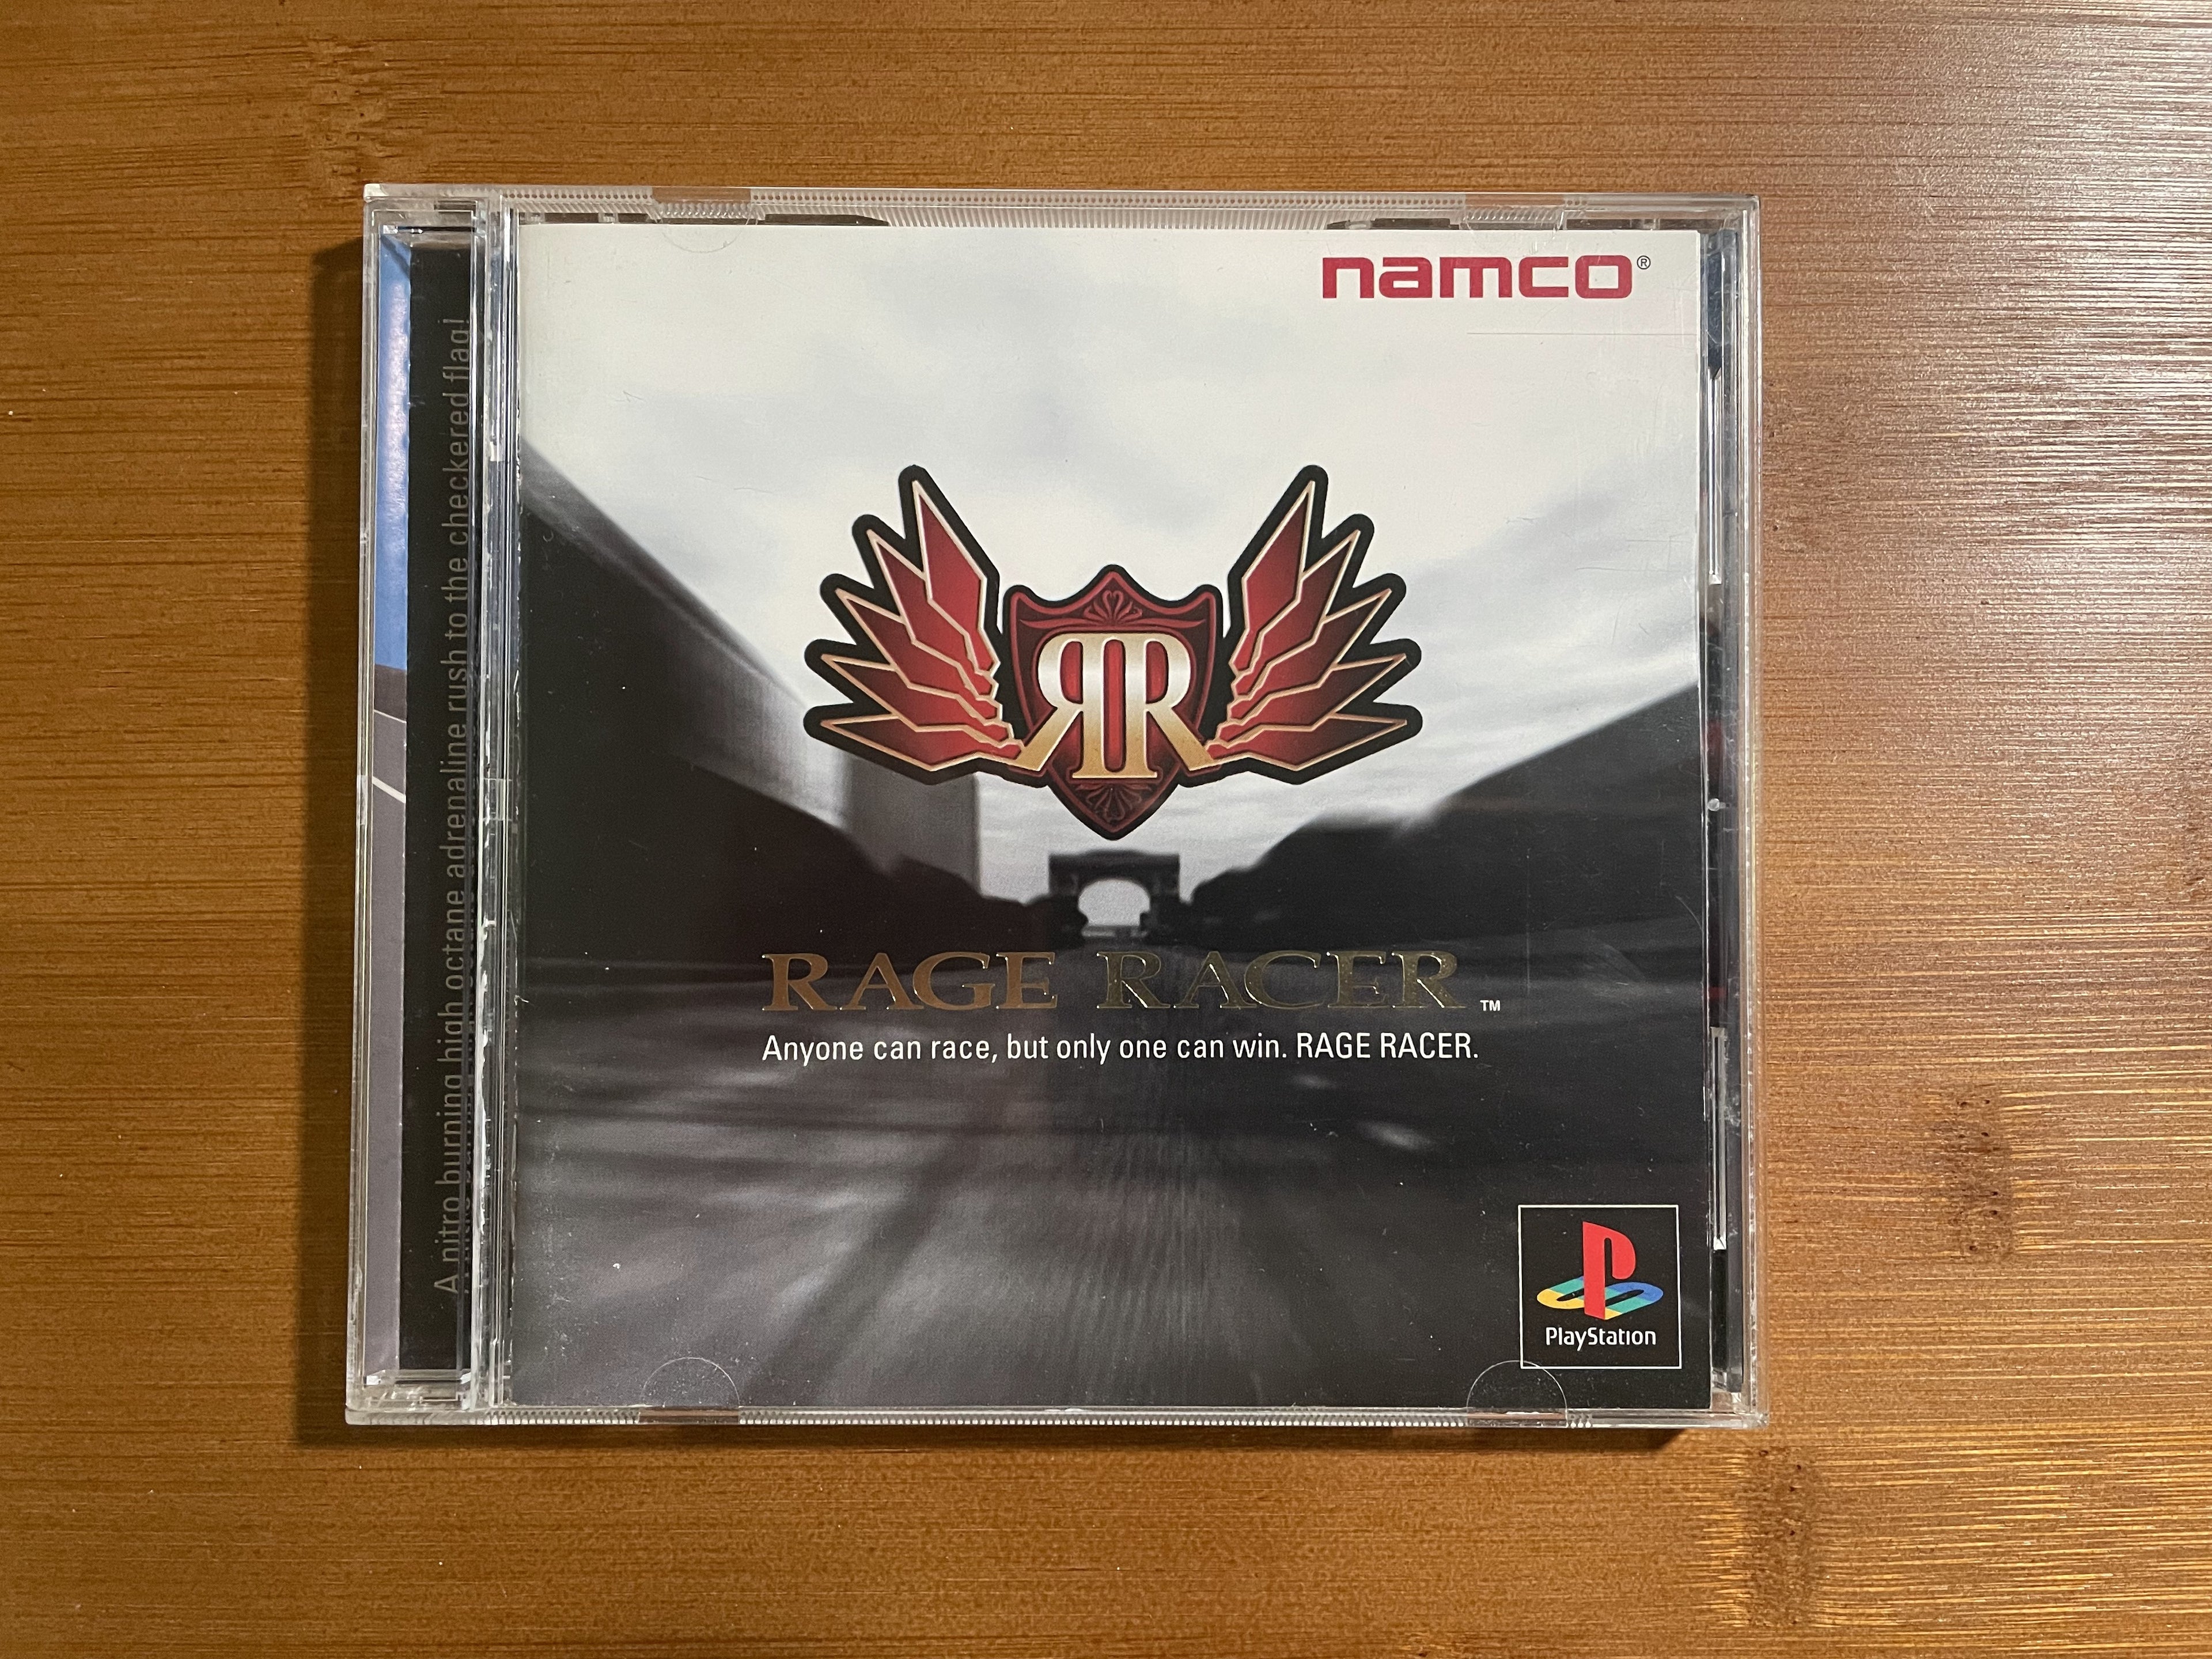 namco®
A nitro burning high octane adrenaline rush to the checkered flag!
RR
RAGE RACER™
Anyone can race, but only one can win. RAGE RACER.
PlayStation